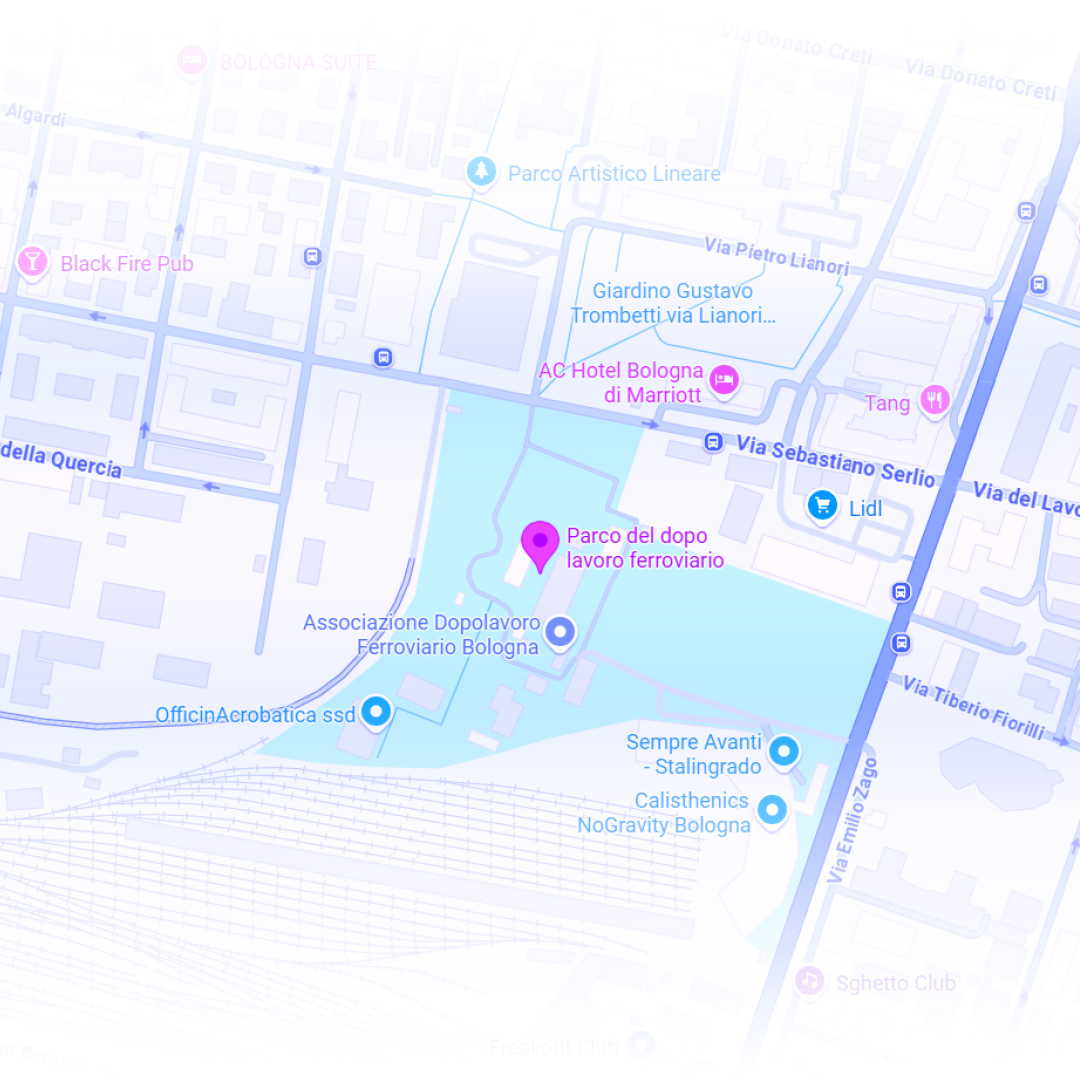 Via Donato Creti
Via Donato Creti
BOLOGNA SUITE
Algardi
Parco Artistico Lineare
Via Pietro Lianori
Black Fire Pub
Giardino Gustavo
Trombetti via Lianori...
AC Hotel Bologna
di Marriott
Tang
Via Sebastiano Serlio
della Quercia
Via del Lavo
Lidl
Parco del dopo
lavoro ferroviario
Associazione Dopolavoro
Ferroviario Bologna
Via Tiberio Fiorilli
OfficinAcrobatica ssd
Sempre Avanti
- Stalingrado
Calisthenics
NoGravity Bologna
Via Emilio Zago
Sghetto Club
Freakout Club